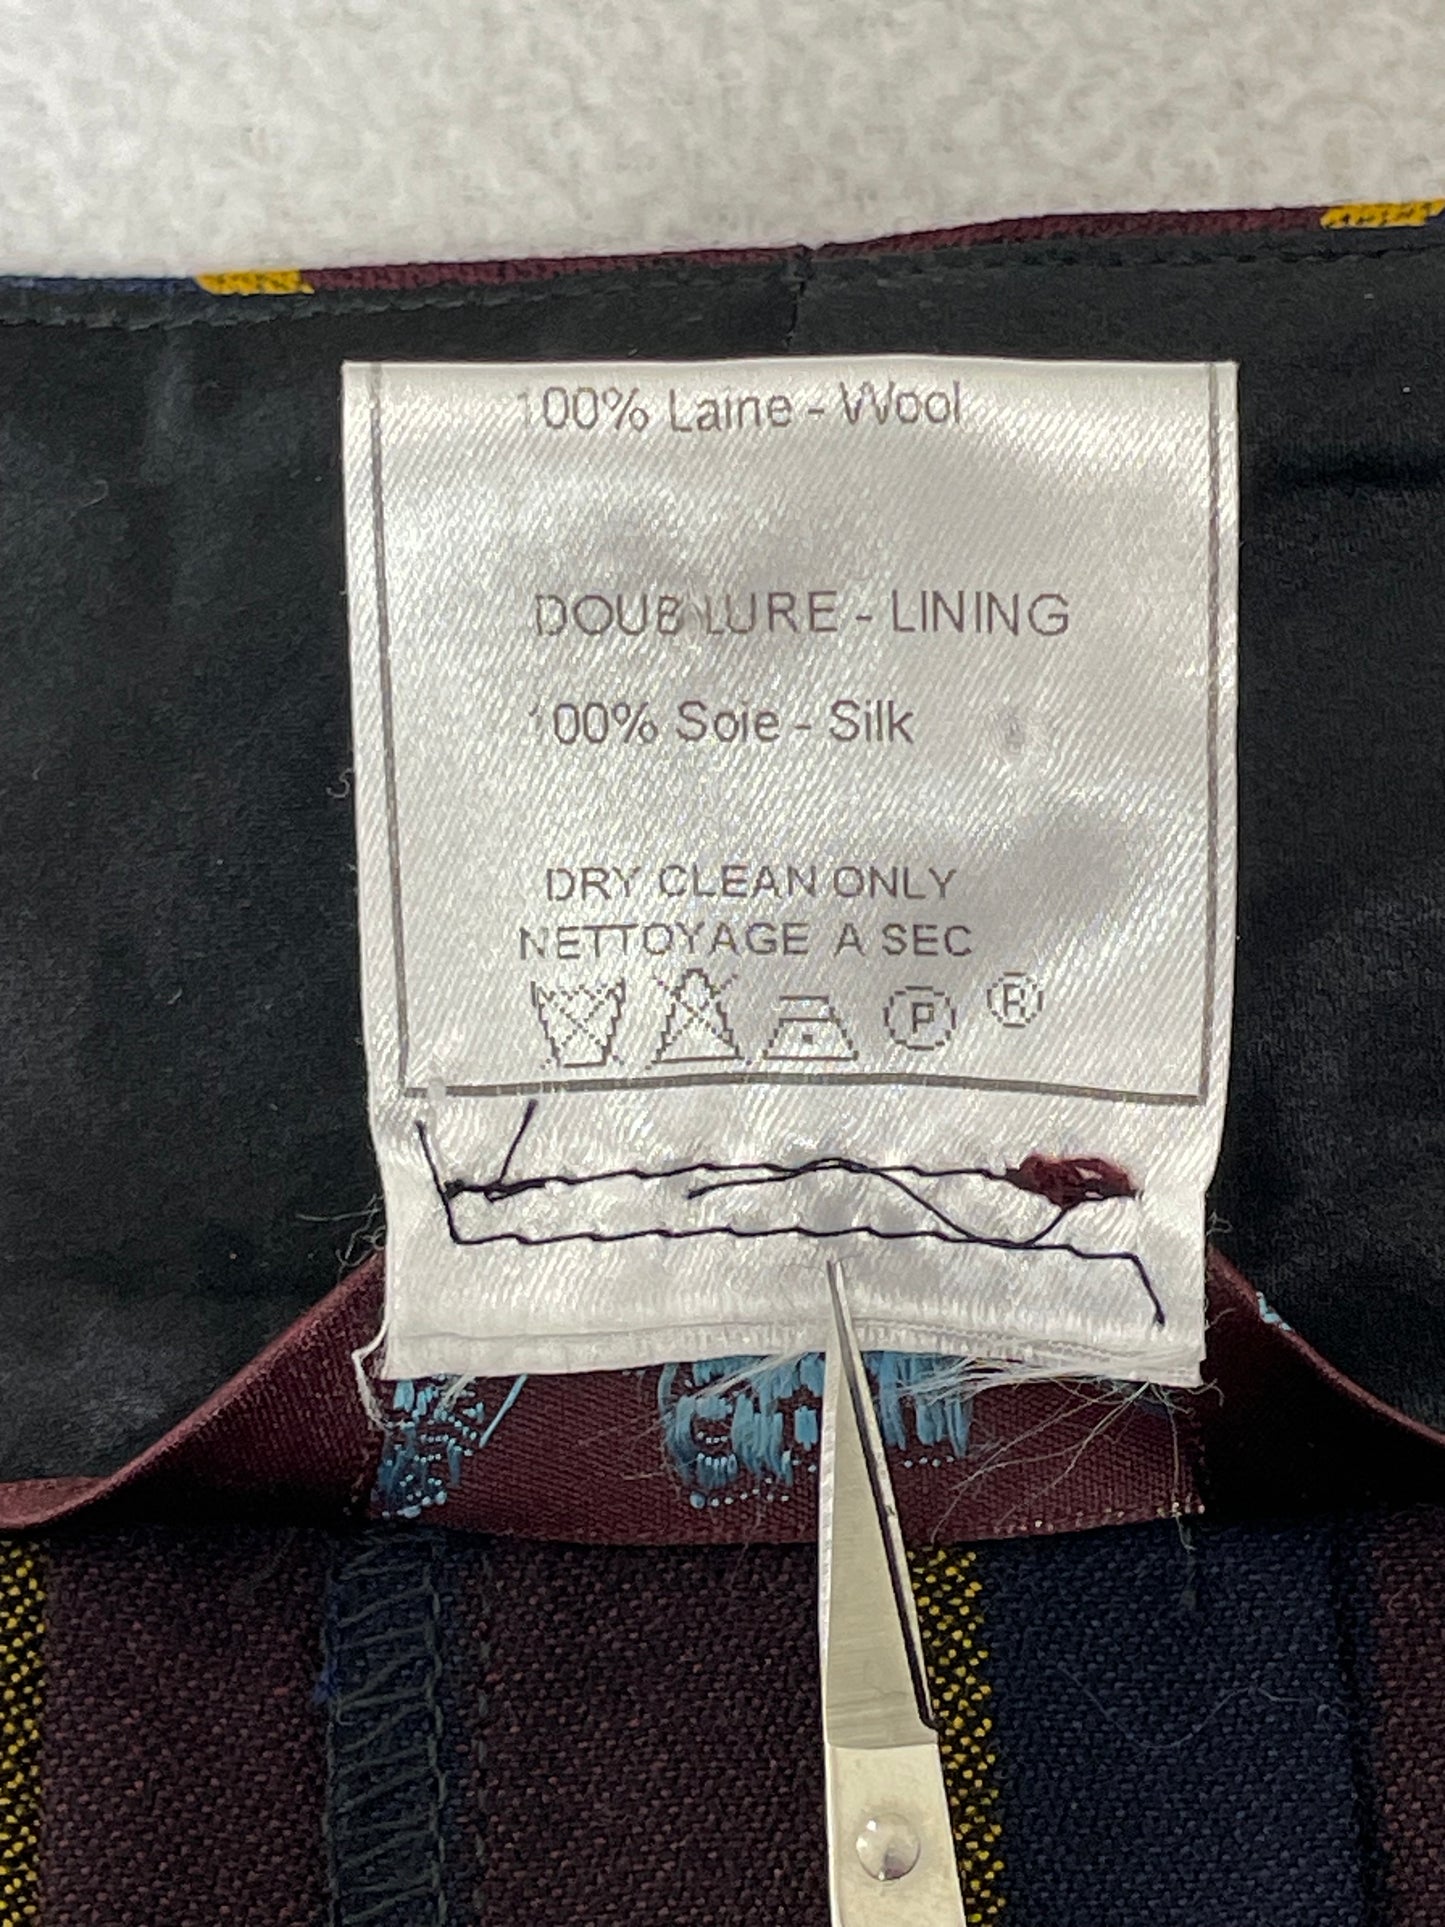 100% Laine - Wool
DOUBLURE - LINING
100% Soie - Silk
DRY CLEAN ONLY
NETTOYAGE A SEC
P R